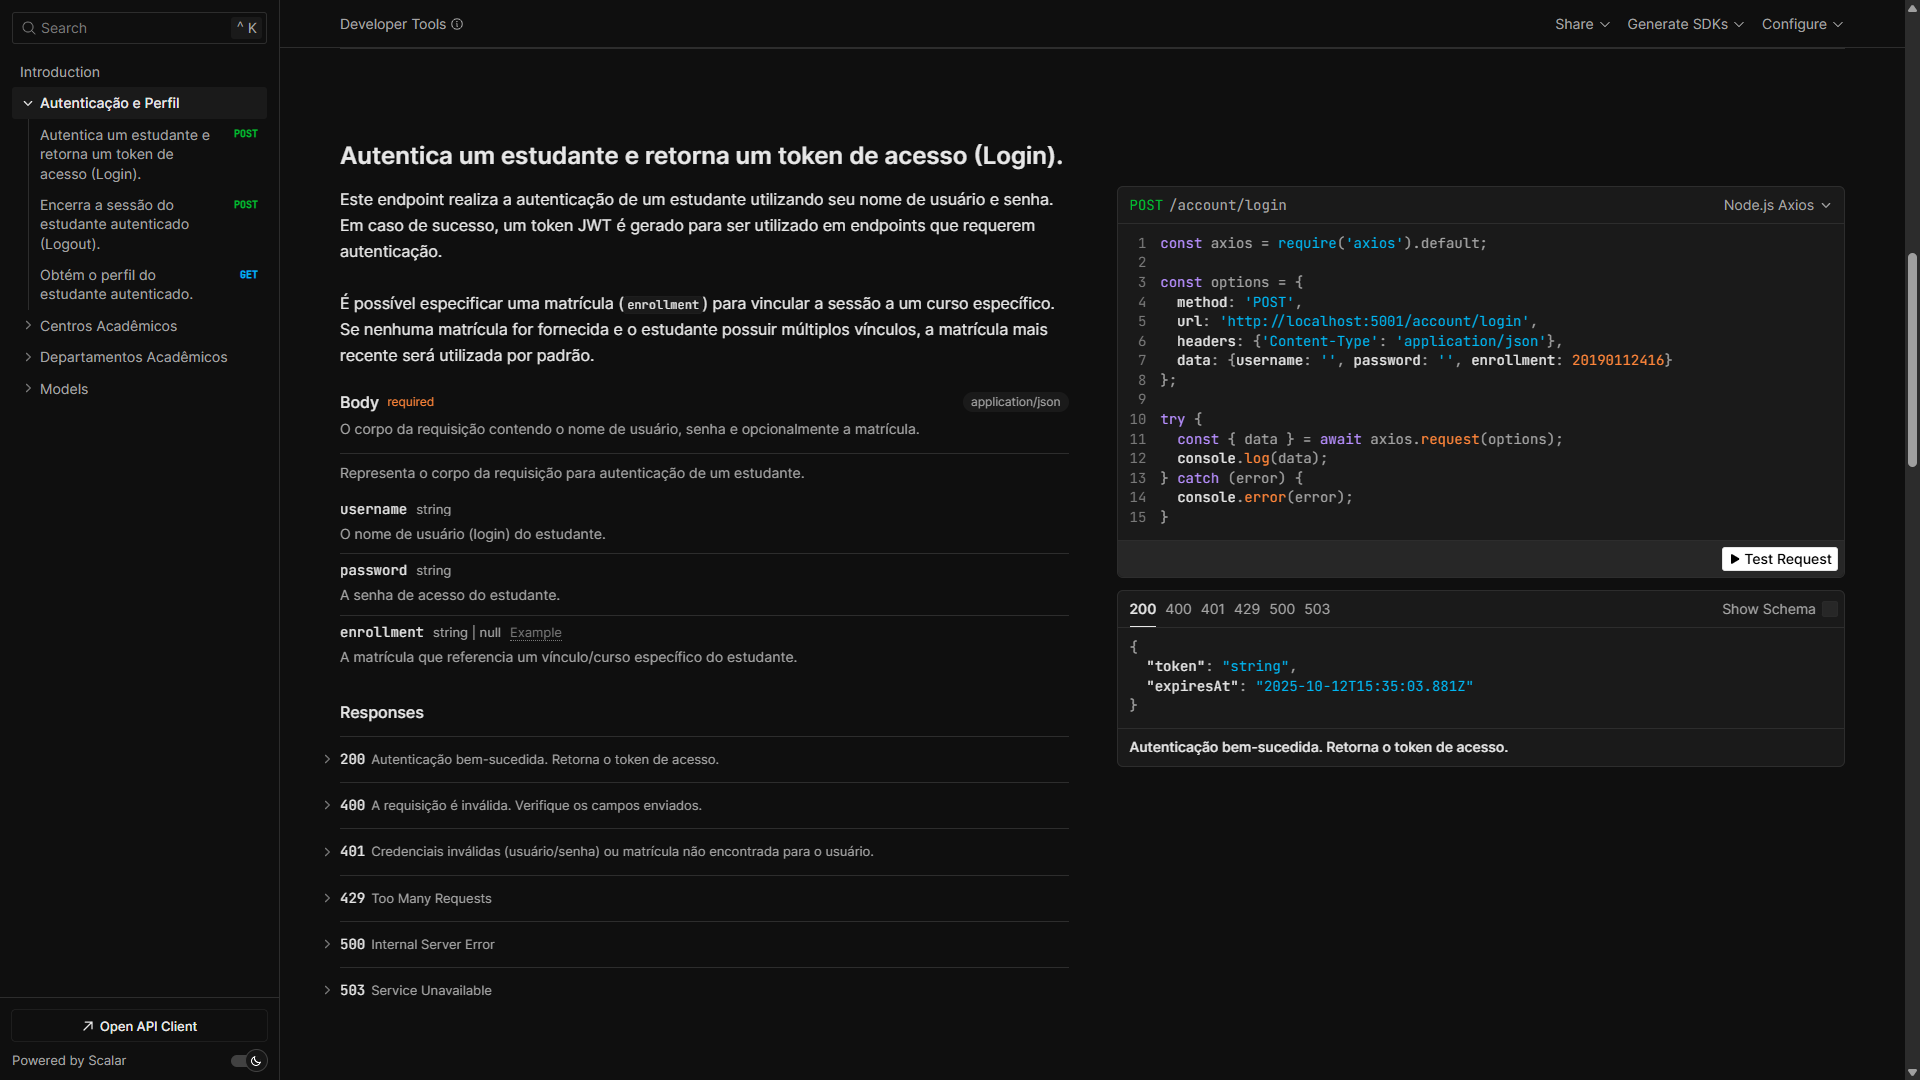 Search
^ K
Introduction
Autenticação e Perfil
Autentica um estudante e
retorna um token de
acesso (Login).
POST
Encerra a sessão do
estudante autenticado
(Logout).
POST
Obtém o perfil do
estudante autenticado.
GET
Centros Acadêmicos
Departamentos Acadêmicos
Models
Open API Client
Powered by Scalar
Developer Tools
Share
Generate SDKs
Configure
Autentica um estudante e retorna um token de acesso (Login).
Este endpoint realiza a autenticação de um estudante utilizando seu nome de usuário e senha.
Em caso de sucesso, um token JWT é gerado para ser utilizado em endpoints que requerem
autenticação.
É possível especificar uma matrícula (enrollment) para vincular a sessão a um curso específico.
Se nenhuma matrícula for fornecida e o estudante possuir múltiplos vínculos, a matrícula mais
recente será utilizada por padrão.
Body required
application/json
O corpo da requisição contendo o nome de usuário, senha e opcionalmente a matrícula.
Representa o corpo da requisição para autenticação de um estudante.
username string
O nome de usuário (login) do estudante.
password string
A senha de acesso do estudante.
enrollment string | null Example
A matrícula que referencia um vínculo/curso específico do estudante.
Responses
200 Autenticação bem-sucedida. Retorna o token de acesso.
400 A requisição é inválida. Verifique os campos enviados.
401 Credenciais inválidas (usuário/senha) ou matrícula não encontrada para o usuário.
429 Too Many Requests
500 Internal Server Error
503 Service Unavailable
POST /account/login
Node.js Axios
1 const axios = require('axios').default;
2
3 const options = {
4 method: 'POST',
5 url: 'http://localhost:5001/account/login',
6 headers: {'Content-Type': 'application/json'},
7 data: {username: '', password: '', enrollment: 20190112416}
8 };
9
10 try {
11 const { data } = await axios.request(options);
12 console.log(data);
13 } catch (error) {
14 console.error(error);
15 }
Test Request
200 400 401 429 500 503
Show Schema
{
"token": "string",
"expiresAt": "2025-10-12T15:35:03.881Z"
}
Autenticação bem-sucedida. Retorna o token de acesso.